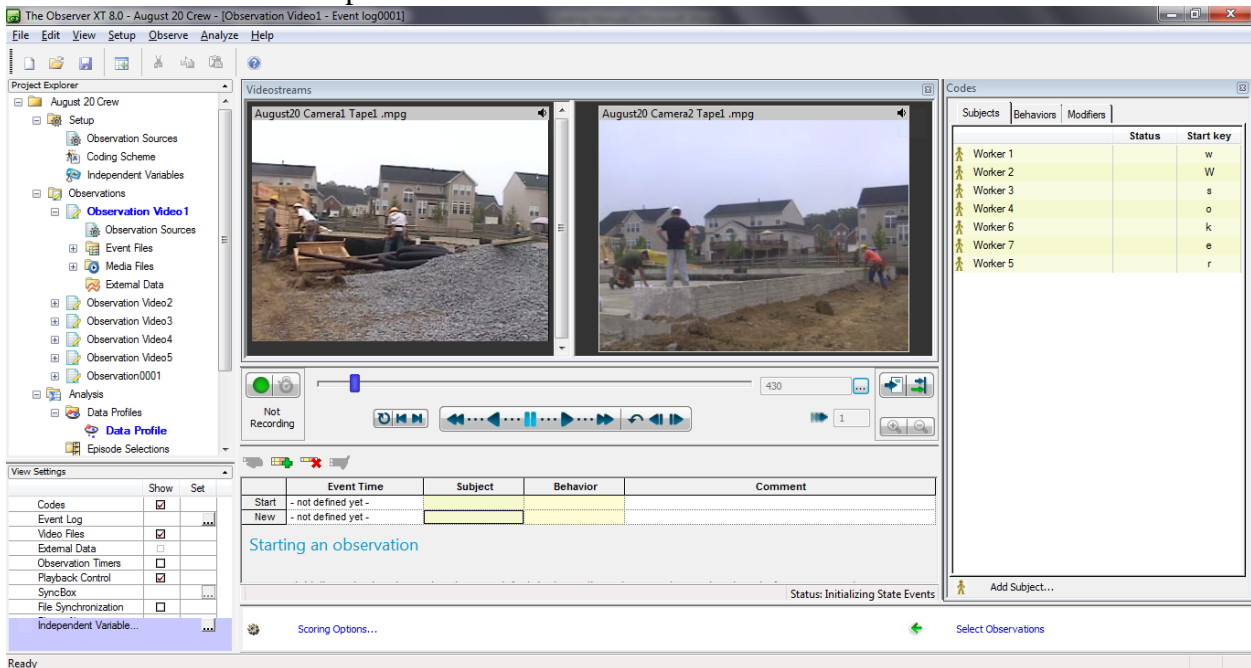 The Observer XT 8.0 - August 20 Crew - [Observation Video1 - Event log0001]
File Edit View Setup Observe Analyze Help
Project Explorer
August 20 Crew
Setup
Observation Sources
Coding Scheme
Independent Variables
Observations
Observation Video1
Observation Sources
Event Files
Media Files
External Data
Observation Video2
Observation Video3
Observation Video4
Observation Video5
Observation0001
Analysis
Data Profiles
Data Profile
Episode Selections
View Settings
Show Set
Codes
Event Log
Video Files
External Data
Observation Timers
Playback Control
SyncBox
File Synchronization
Independent Variable...
Videostreams
August20 Camera1 Tape1 .mpg
August20 Camera2 Tape1 .mpg
430
Not
Recording
1
Event Time Subject Behavior Comment
Start - not defined yet -
New - not defined yet -
Starting an observation
Status: Initializing State Events
Scoring Options...
Codes
Subjects Behaviors Modifiers
Status Start key
Worker 1 w
Worker 2 W
Worker 3 s
Worker 4 o
Worker 6 k
Worker 7 e
Worker 5 r
Add Subject...
Select Observations
Ready